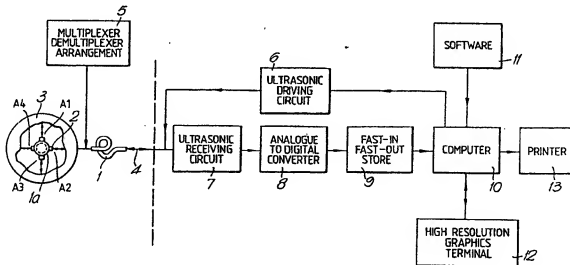 5
MULTIPLEXER
DEMULTIPLEXER
ARRANGEMENT
SOFTWARE
11
6
ULTRASONIC
DRIVING
CIRCUIT
3
A4
A1
2
A3
A2
1a
1
4
ULTRASONIC
RECEIVING
CIRCUIT
7
ANALOGUE
TO DIGITAL
CONVERTER
8
FAST-IN
FAST-OUT
STORE
9
COMPUTER
10
PRINTER
13
HIGH RESOLUTION
GRAPHICS
TERMINAL
12